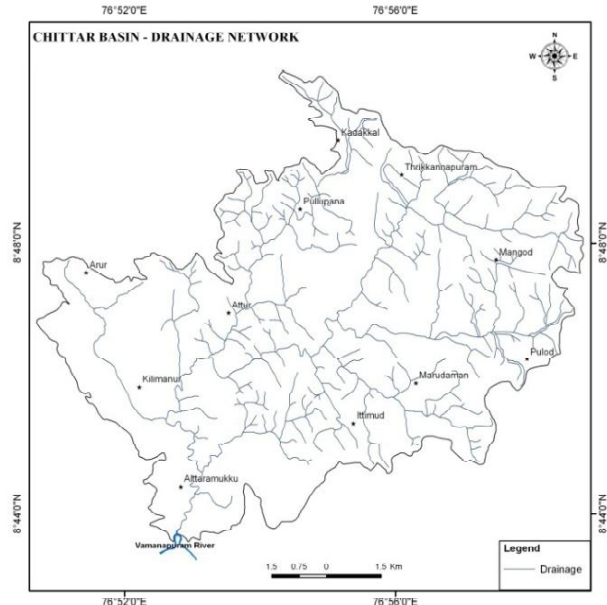 76°52'0"E 76°56'0"E
CHITTAR BASIN - DRAINAGE NETWORK
N
W E
S
Kadakkal
Thrikkannapuram
Pullupana
8°48'0"N 8°48'0"N
Mangod
Arur
Attur
Pulod
Marudaman
Kilimanur
Ittimud
Alttaramukku
8°44'0"N 8°44'0"N
Vamanapuram River
1.5 0.75 0 1.5 Km
Legend
Drainage
76°52'0"E 76°56'0"E